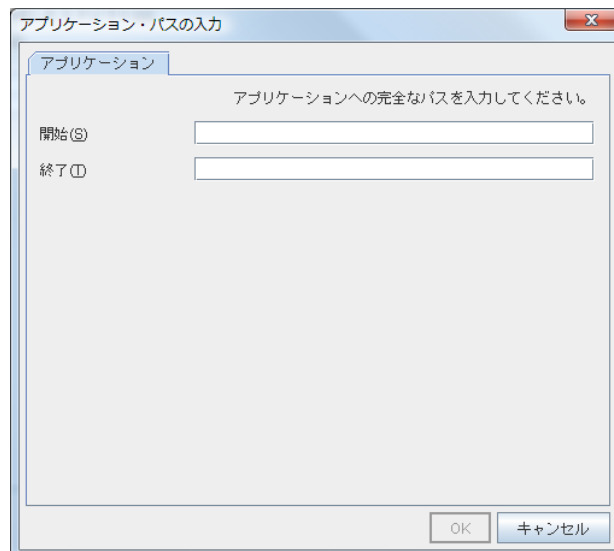 アプリケーション・パスの入力
アプリケーション
アプリケーションへの完全なパスを入力してください。
開始(S)
終了(T)
OK
キャンセル